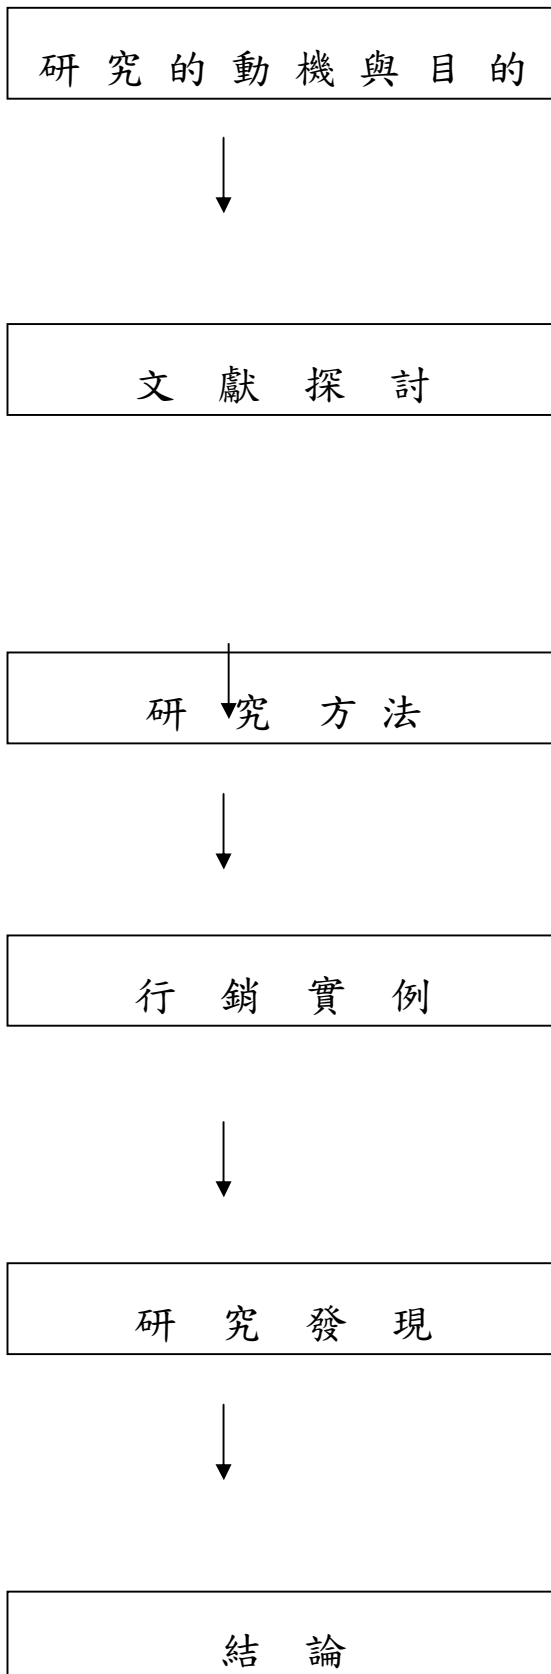 研究的動機與目的
文獻探討
研究方法
行銷實例
研究發現
結論